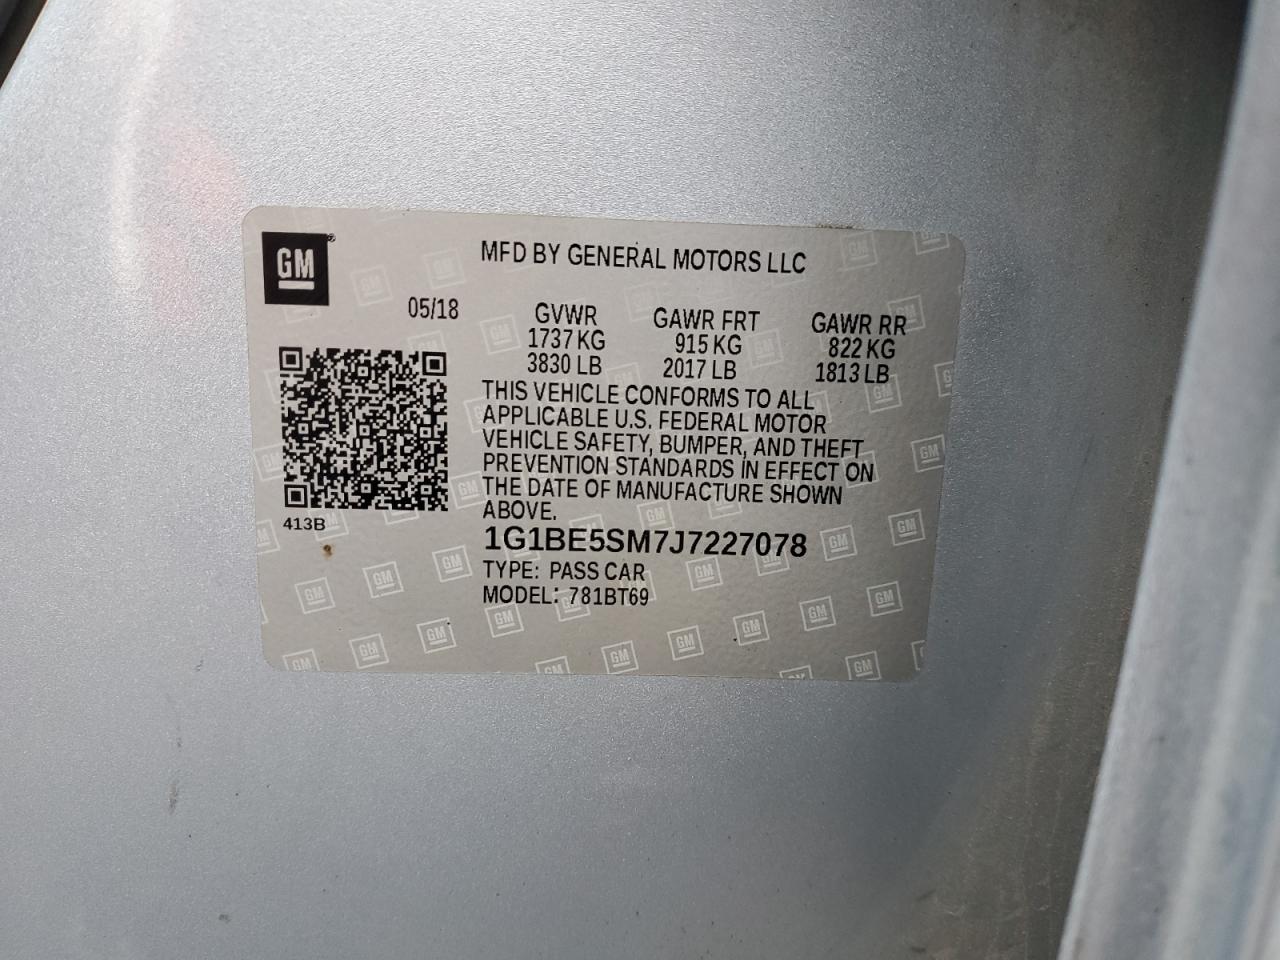 GM
MFD BY GENERAL MOTORS LLC
05/18
GVWR GAWR FRT GAWR RR
1737 KG 915 KG 822 KG
3830 LB 2017 LB 1813 LB
THIS VEHICLE CONFORMS TO ALL
APPLICABLE U.S. FEDERAL MOTOR
VEHICLE SAFETY, BUMPER, AND THEFT
PREVENTION STANDARDS IN EFFECT ON
THE DATE OF MANUFACTURE SHOWN
ABOVE.
413B
1G1BE5SM7J7227078
TYPE: PASS CAR
MODEL: 781BT69